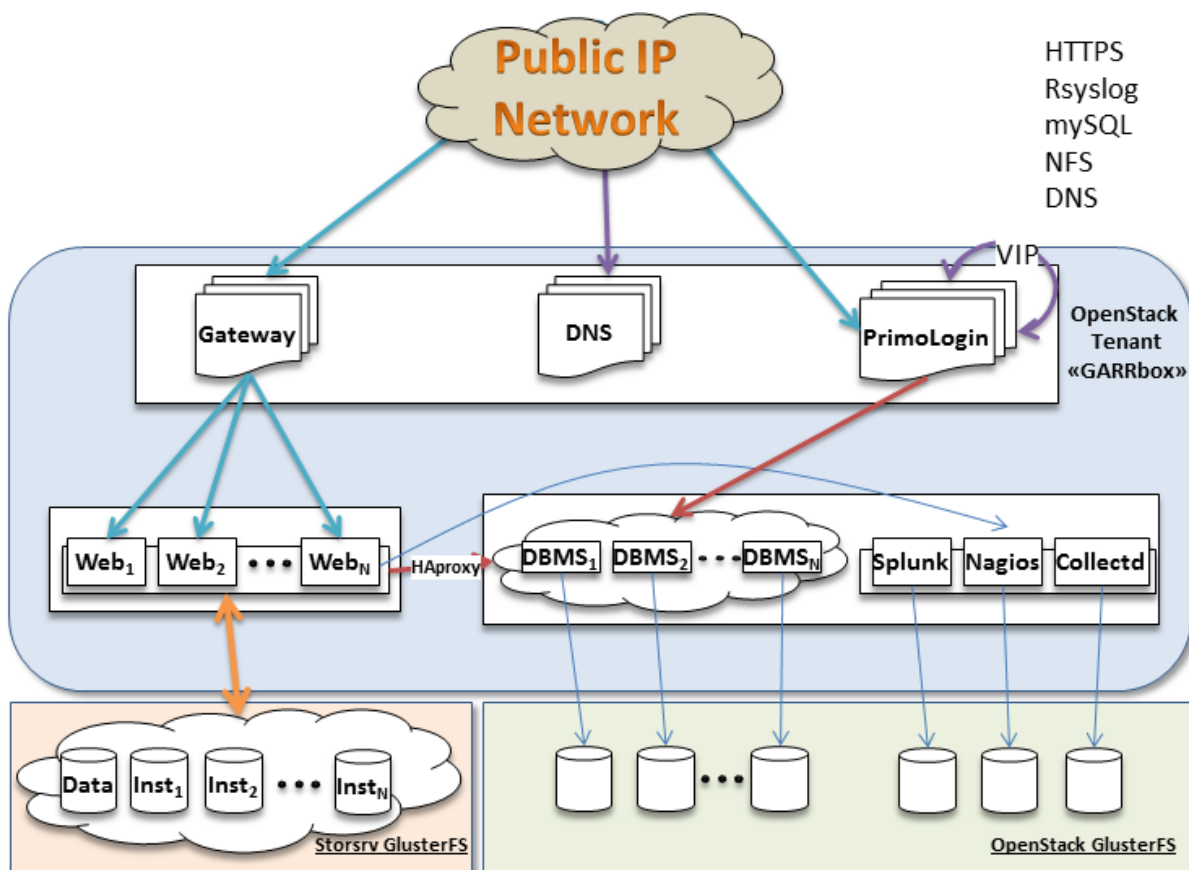 Public IP
Network
HTTPS
Rsyslog
mySQL
NFS
DNS
VIP
Gateway
DNS
PrimoLogin
OpenStack
Tenant
«GARRbox»
Web1
Web2
WebN
HAproxy
DBMS1
DBMS2
DBMSN
Splunk
Nagios
Collectd
Data
Inst1
Inst2
InstN
Storsrv GlusterFS
OpenStack GlusterFS